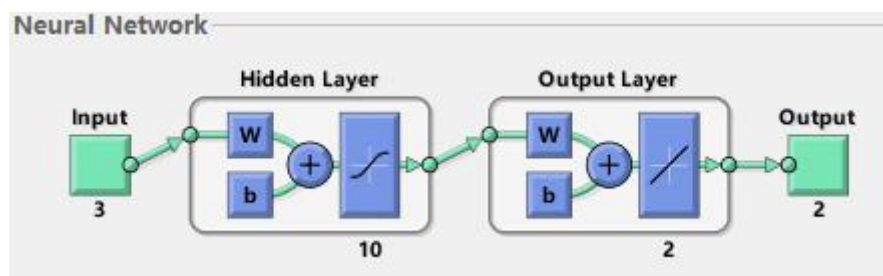 Neural Network
Hidden Layer
Output Layer
Input
Output
W
W
b
b
3
10
2
2